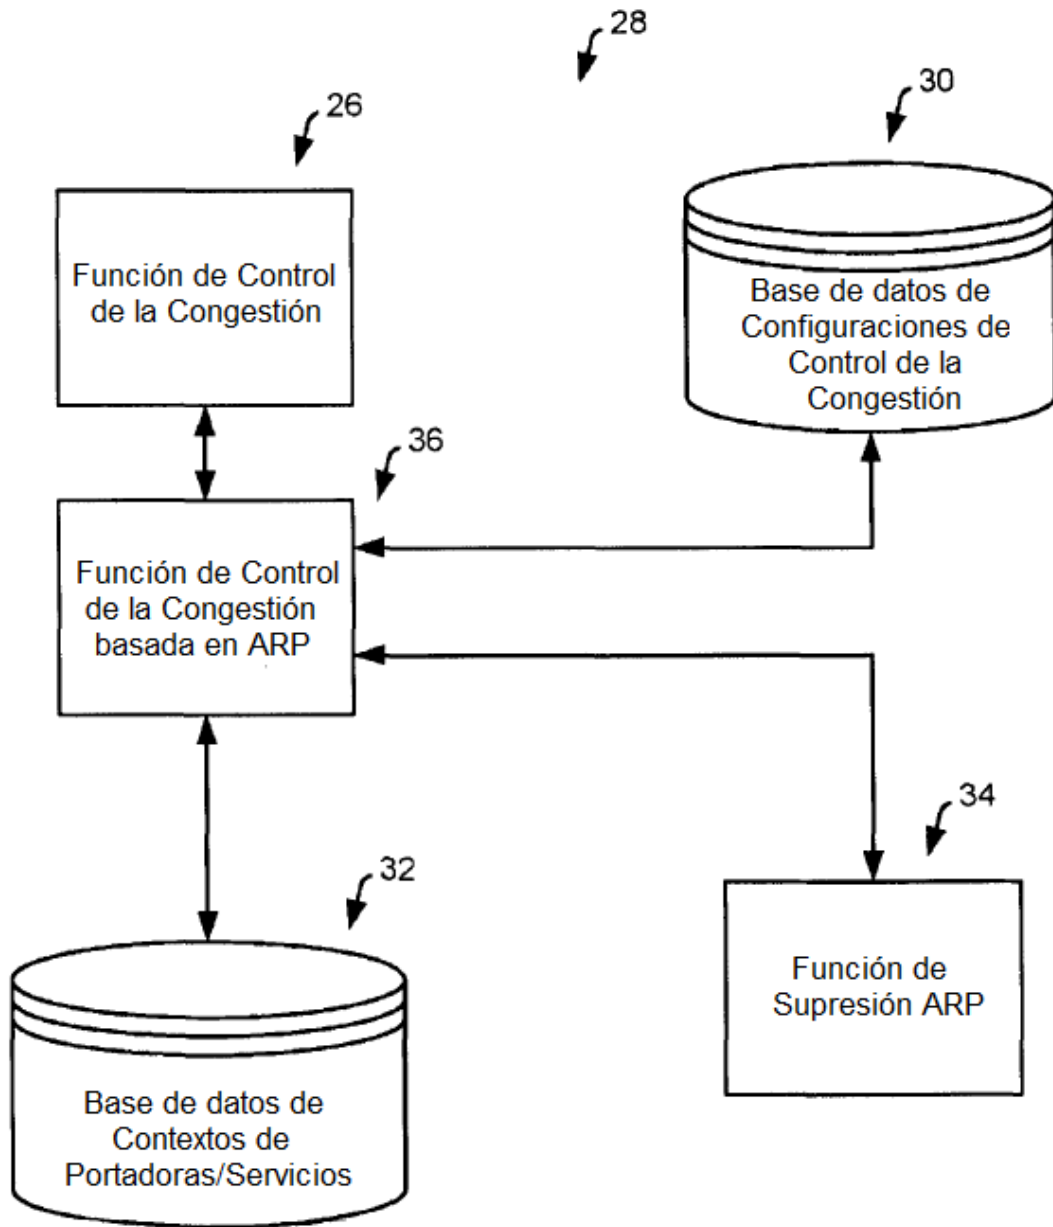 28
30
26
Función de Control
de la Congestión
Base de datos de
Configuraciones de
Control de la
Congestión
36
Función de Control
de la Congestión
basada en ARP
34
32
Función de
Supresión ARP
Base de datos de
Contextos de
Portadoras/Servicios